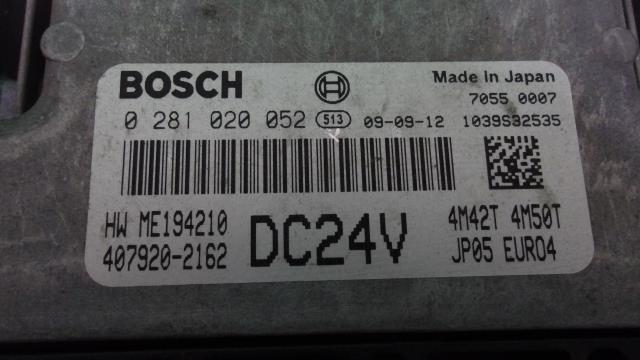 BOSCH Made in Japan
7055 0007
0 281 020 052 513 09-09-12 1039S32535
HW ME194210 DC24V 4M42T 4M50T
407920-2162 JP05 EURO4